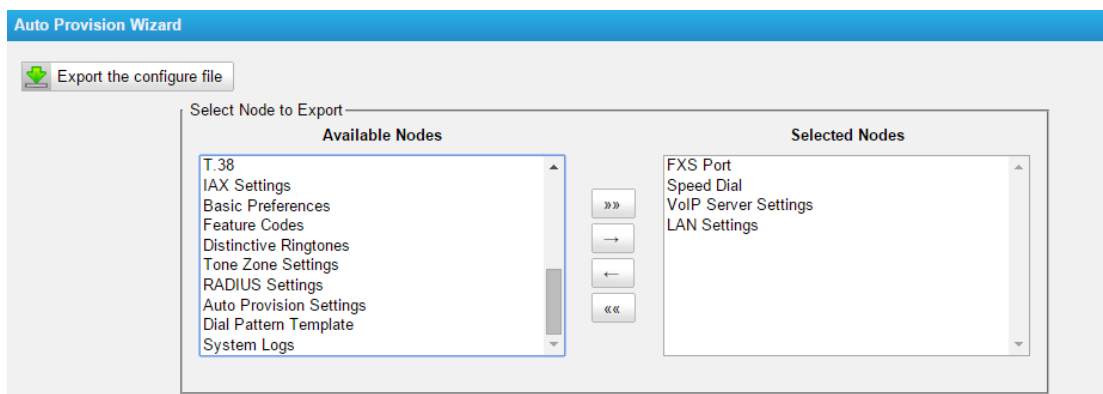 Auto Provision Wizard
Export the configure file
Select Node to Export
Available Nodes
T.38
IAX Settings
Basic Preferences
Feature Codes
Distinctive Ringtones
Tone Zone Settings
RADIUS Settings
Auto Provision Settings
Dial Pattern Template
System Logs
»»
→
←
««
Selected Nodes
FXS Port
Speed Dial
VoIP Server Settings
LAN Settings